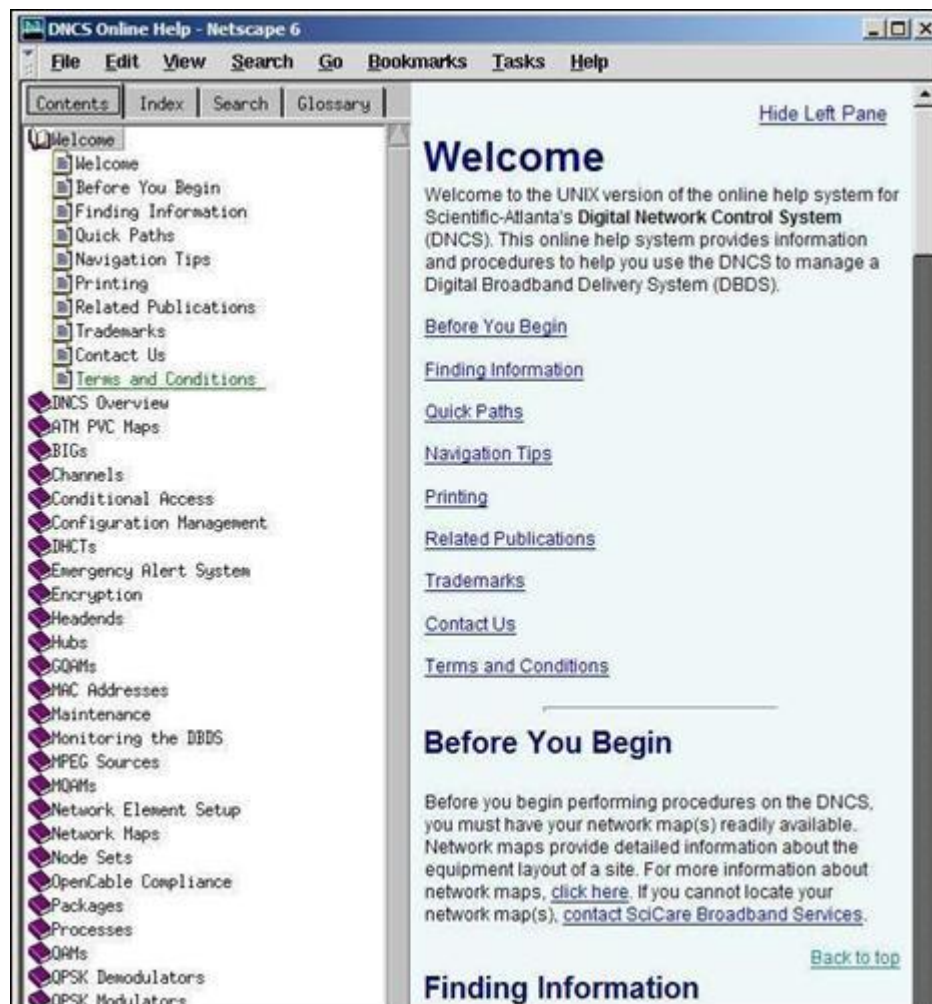 DNCS Online Help - Netscape 6
File Edit View Search Go Bookmarks Tasks Help
Contents Index Search Glossary
Welcome
Welcome
Before You Begin
Finding Information
Quick Paths
Navigation Tips
Printing
Related Publications
Trademarks
Contact Us
Terms and Conditions
DNCS Overview
ATM PVC Maps
BIGs
Channels
Conditional Access
Configuration Management
DHCTs
Emergency Alert System
Encryption
Headends
Hubs
GQAMs
MAC Addresses
Maintenance
Monitoring the DBDS
MPEG Sources
MQAMs
Network Element Setup
Network Maps
Node Sets
OpenCable Compliance
Packages
Processes
QAMs
QPSK Demodulators
QPSK Modulators
Hide Left Pane
Welcome
Welcome to the UNIX version of the online help system for
Scientific-Atlanta's Digital Network Control System
(DNCS). This online help system provides information
and procedures to help you use the DNCS to manage a
Digital Broadband Delivery System (DBDS).
Before You Begin
Finding Information
Quick Paths
Navigation Tips
Printing
Related Publications
Trademarks
Contact Us
Terms and Conditions
Before You Begin
Before you begin performing procedures on the DNCS,
you must have your network map(s) readily available.
Network maps provide detailed information about the
equipment layout of a site. For more information about
network maps, click here. If you cannot locate your
network map(s), contact SciCare Broadband Services.
Back to top
Finding Information